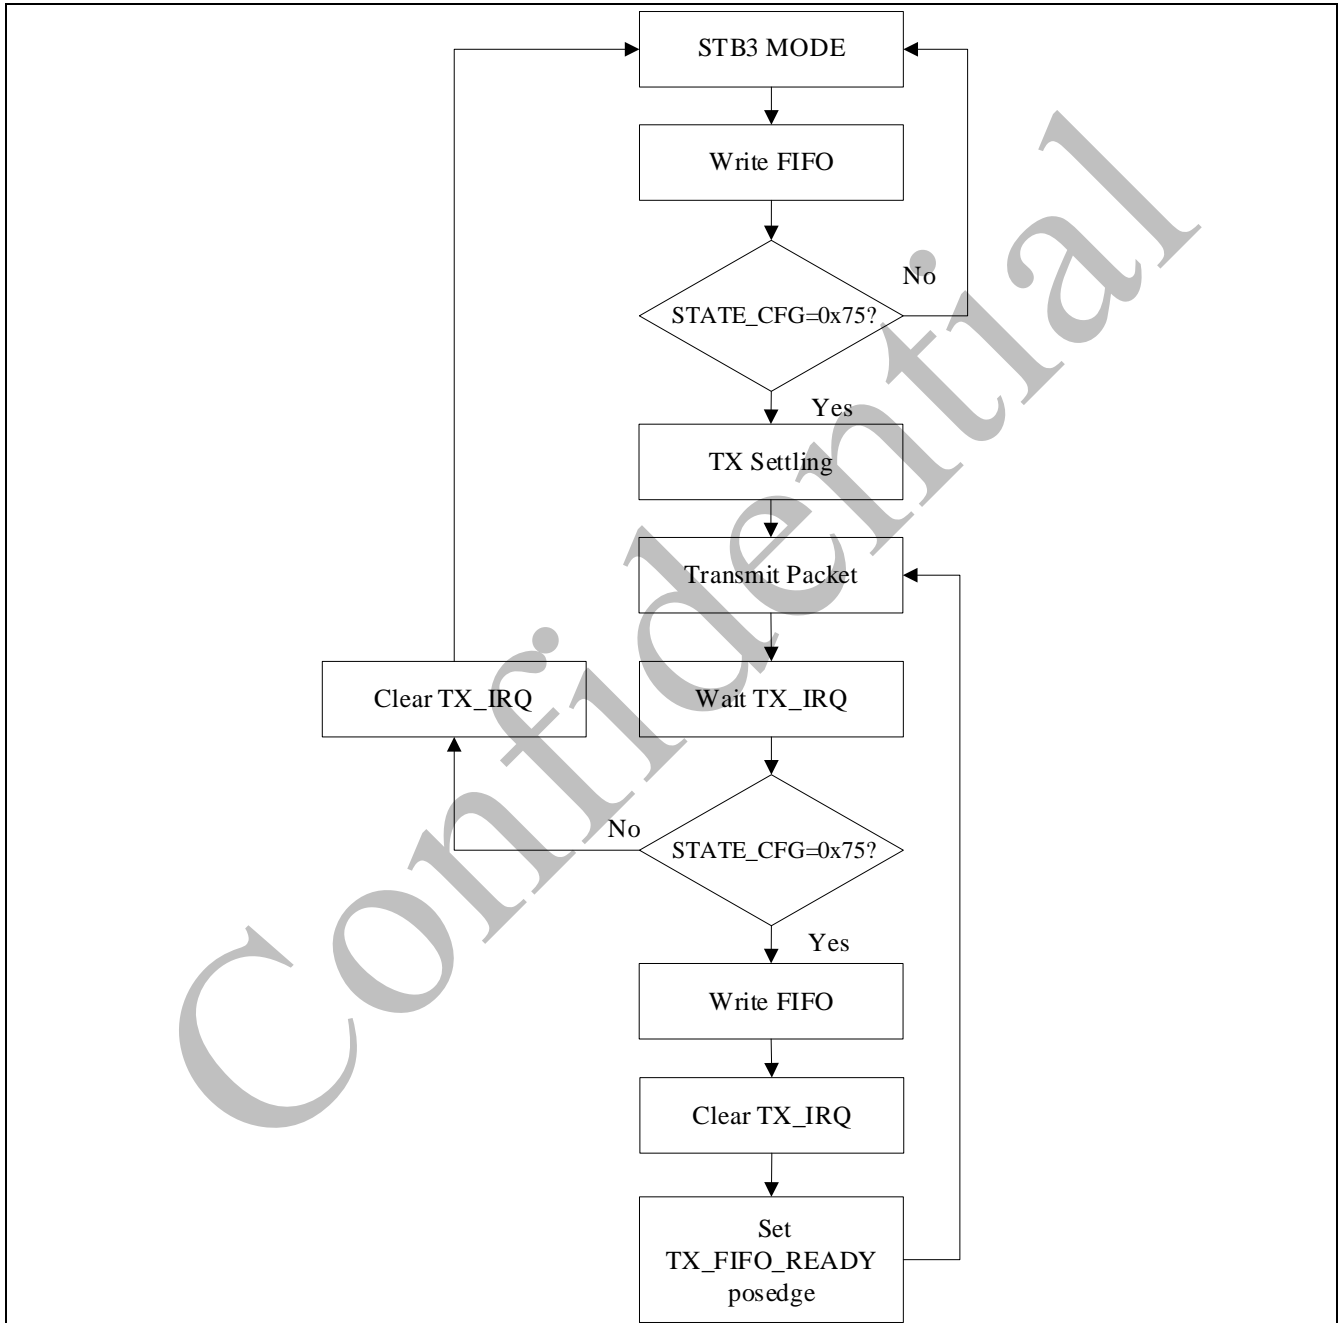 STB3 MODE
Write FIFO
No
STATE_CFG=0x75?
Yes
TX Settling
Transmit Packet
Clear TX_IRQ
Wait TX_IRQ
No
STATE_CFG=0x75?
Yes
Write FIFO
Clear TX_IRQ
Set
TX_FIFO_READY
posedge
Confidential